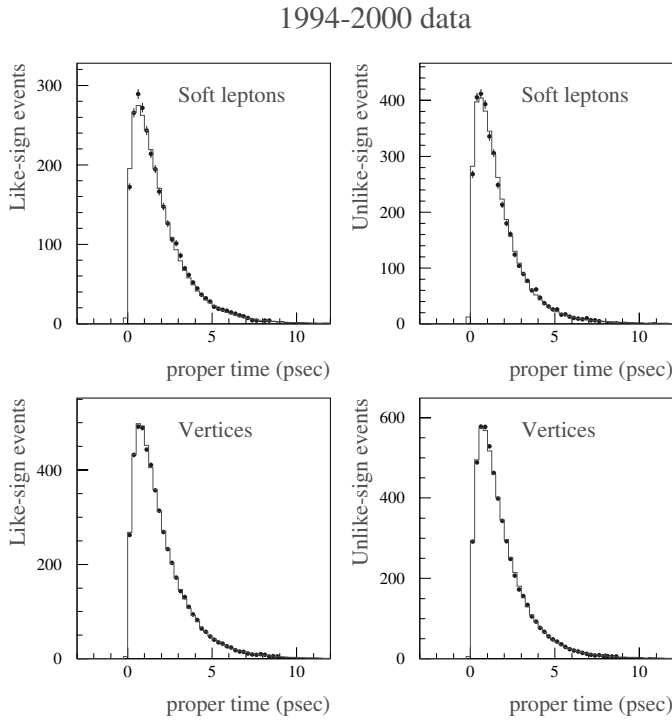 1994-2000 data
Like-sign events
300
200
100
0
Soft leptons
0 5 10
proper time (psec)
Unlike-sign events
400
300
200
100
0
Soft leptons
0 5 10
proper time (psec)
Like-sign events
400
200
0
Vertices
0 5 10
proper time (psec)
Unlike-sign events
600
400
200
0
Vertices
0 5 10
proper time (psec)